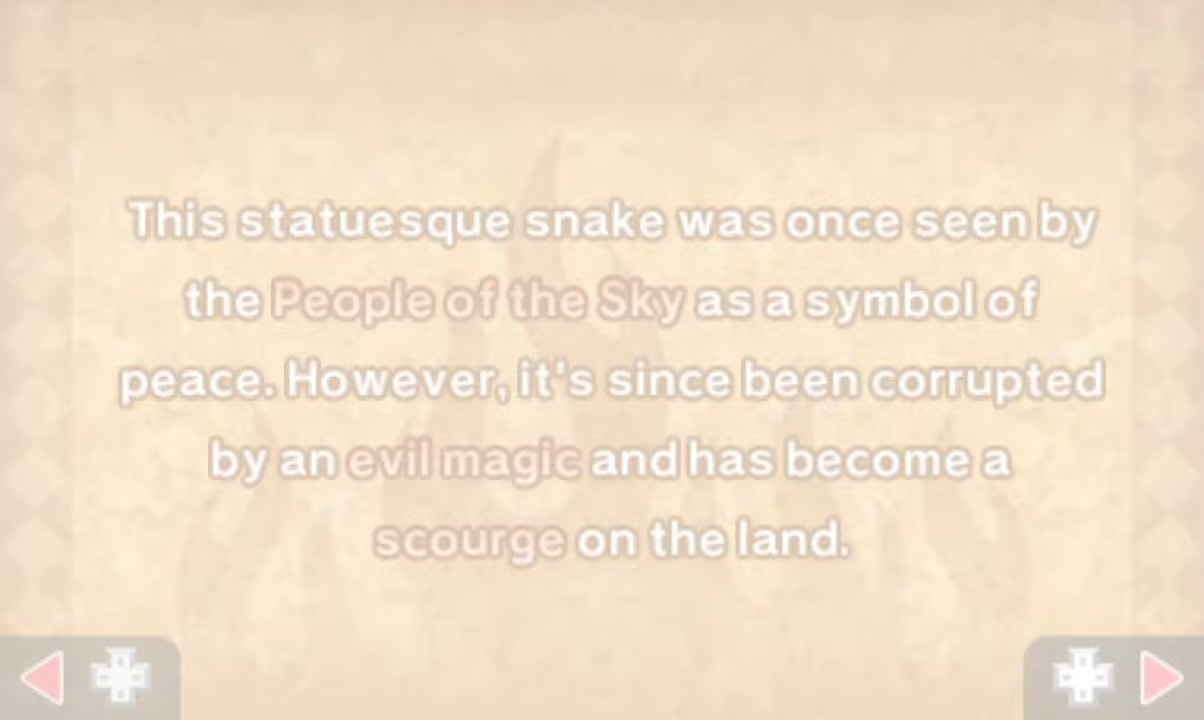 This statuesque snake was once seen by
the People of the Sky as a symbol of
peace. However, it's since been corrupted
by an evil magic and has become a
scourge on the land.